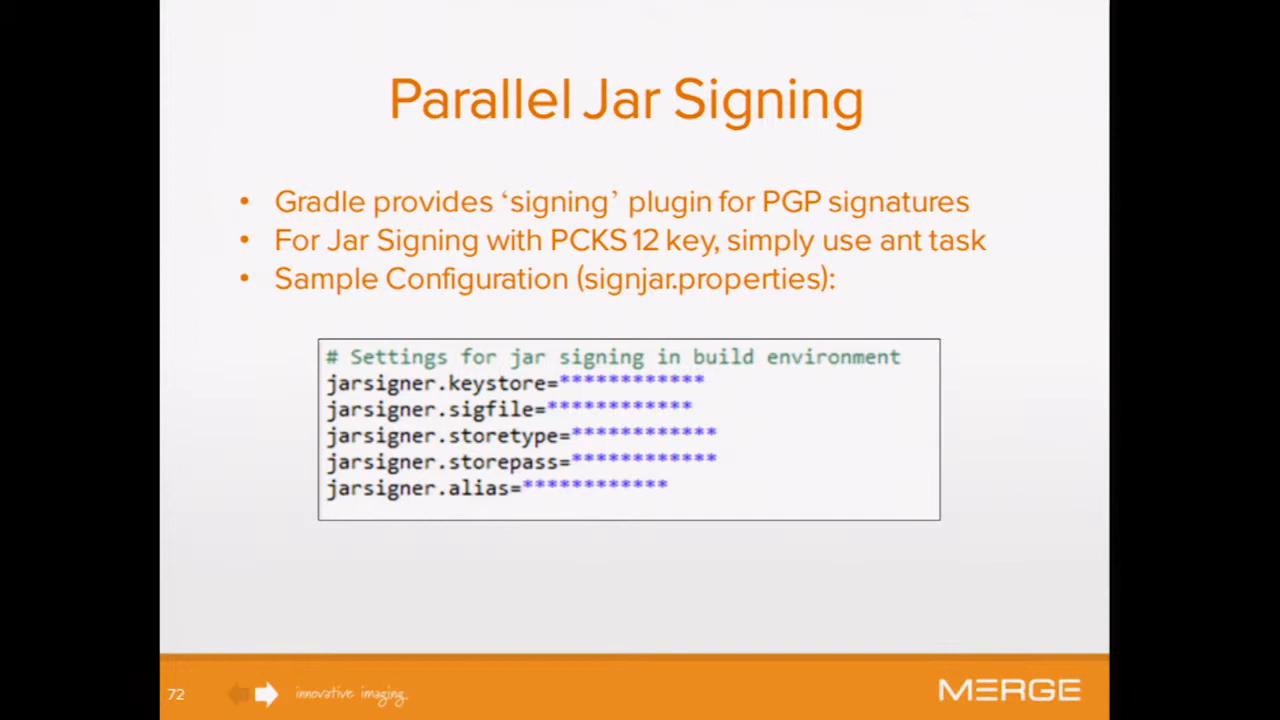 Parallel Jar Signing
• Gradle provides ‘signing’ plugin for PGP signatures
• For Jar Signing with PCKS 12 key, simply use ant task
• Sample Configuration (signjar.properties):
# Settings for jar signing in build environment
jarsigner.keystore=************
jarsigner.sigfile=************
jarsigner.storetype=************
jarsigner.storepass=************
jarsigner.alias=************
72
innovative imaging.
MERGE